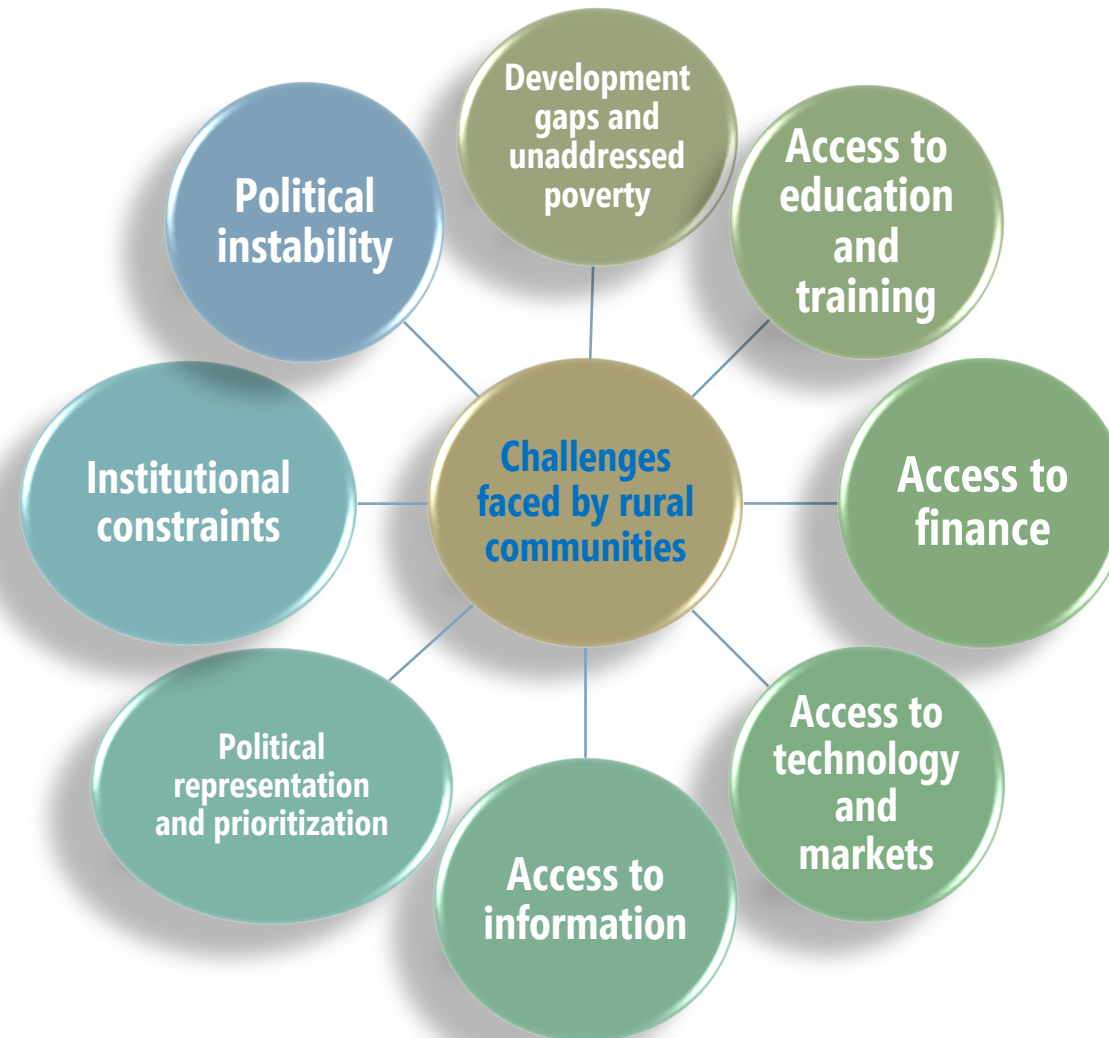 Development
gaps and
unaddressed
poverty
Access to
education
and
training
Access to
finance
Access to
technology
and
markets
Access to
information
Political
representation
and prioritization
Institutional
constraints
Political
instability
Challenges
faced by rural
communities